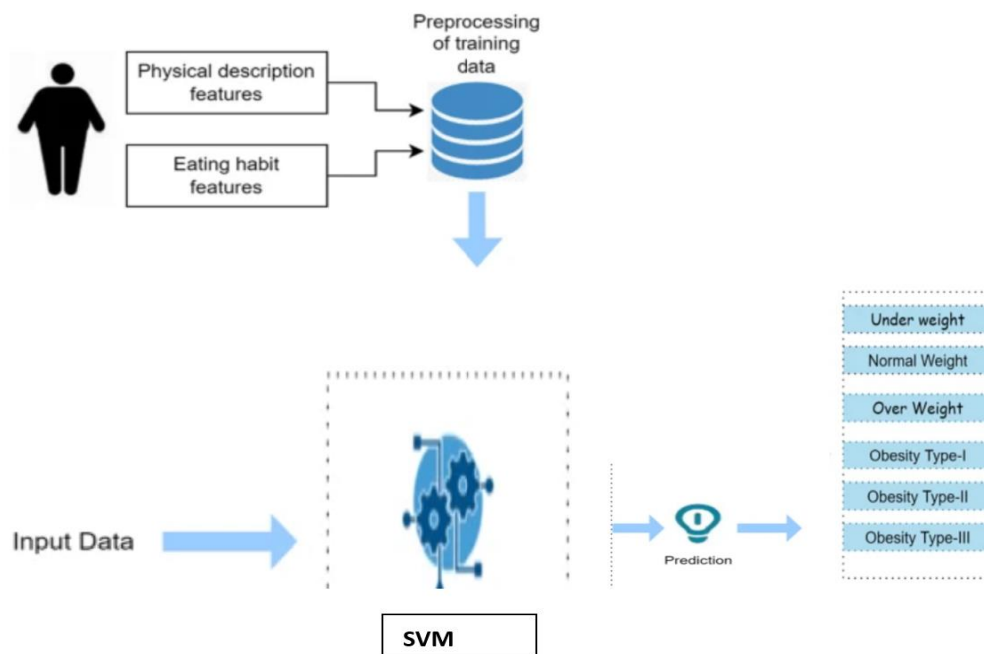 Preprocessing
of training
data
Physical description
features
Eating habit
features
Under weight
Normal Weight
Over Weight
Obesity Type-I
Obesity Type-II
Obesity Type-III
Input Data
Prediction
SVM